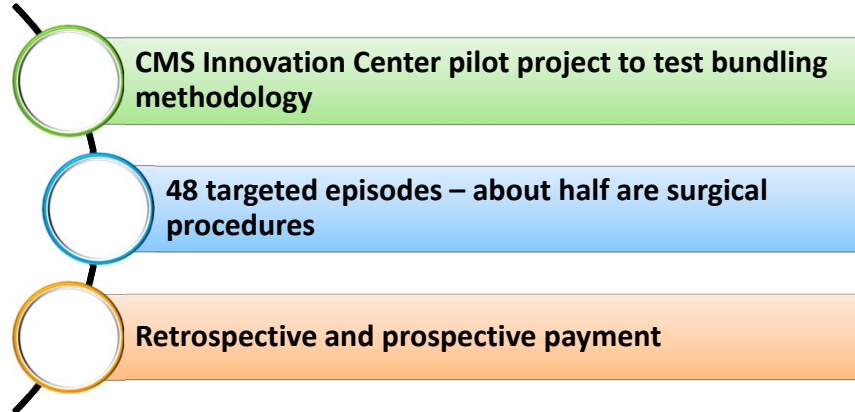 CMS Innovation Center pilot project to test bundling
methodology
48 targeted episodes – about half are surgical
procedures
Retrospective and prospective payment